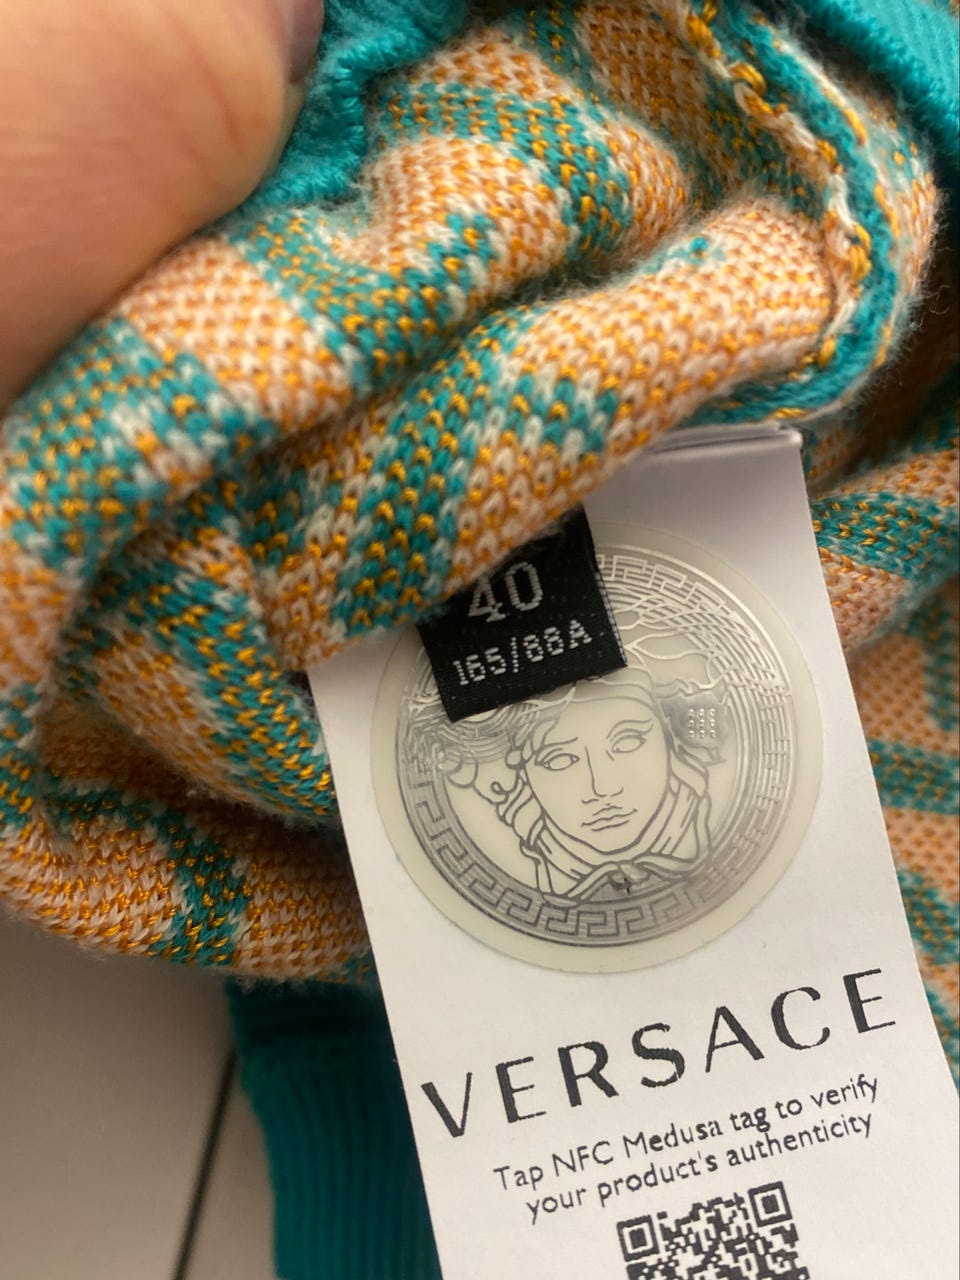 40
165/88A
VERSACE
Tap NFC Medusa tag to verify
your product's authenticity